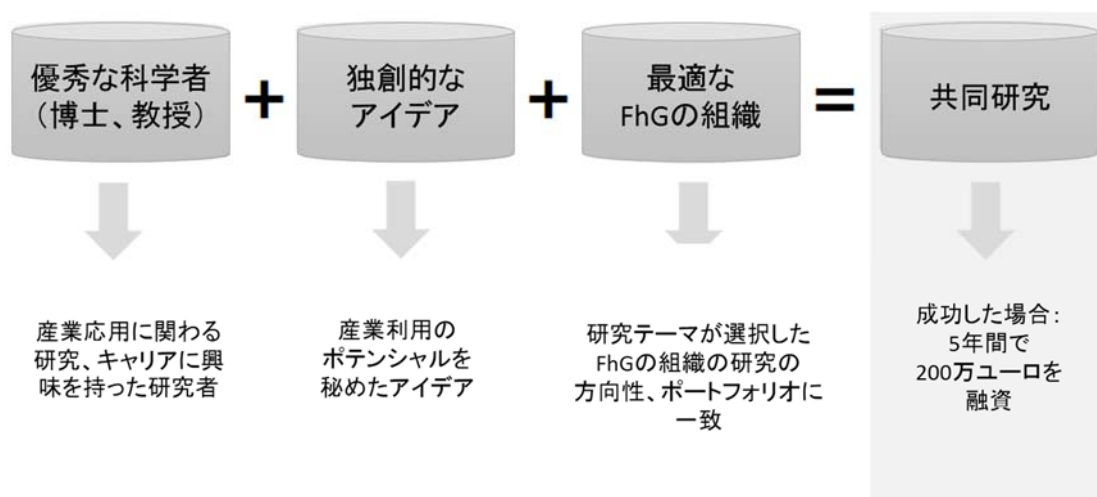 優秀な科学者
（博士、教授）
+
独創的な
アイデア
+
最適な
FhGの組織
=
共同研究
産業応用に関わる
研究、キャリアに興
味を持った研究者
産業利用の
ポテンシャルを
秘めたアイデア
研究テーマが選択した
FhGの組織の研究の
方向性、ポートフォリオに
一致
成功した場合：
5年間で
200万ユーロを
融資